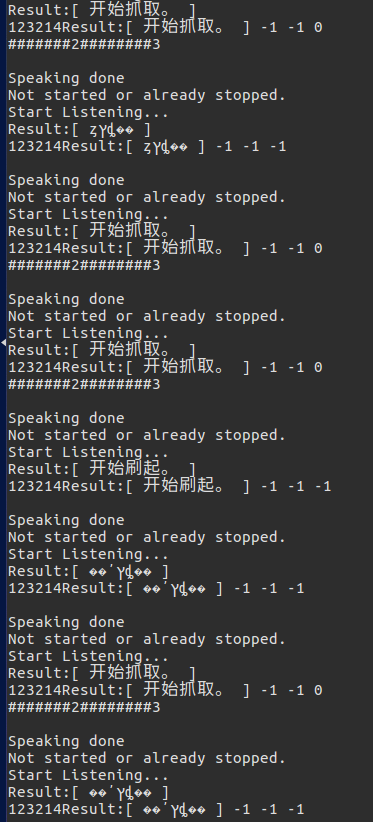 Result:[ 开始抓取。 ]
123214Result:[ 开始抓取。 ] -1 -1 0
#######2########3
Speaking done
Not started or already stopped.
Start Listening...
Result:[ ]
123214Result:[ ] -1 -1 -1
Speaking done
Not started or already stopped.
Start Listening...
Result:[ 开始抓取。 ]
123214Result:[ 开始抓取。 ] -1 -1 0
#######2########3
Speaking done
Not started or already stopped.
Start Listening...
Result:[ 开始抓取。 ]
123214Result:[ 开始抓取。 ] -1 -1 0
#######2########3
Speaking done
Not started or already stopped.
Start Listening...
Result:[ 开始刷起。 ]
123214Result:[ 开始刷起。 ] -1 -1 -1
Speaking done
Not started or already stopped.
Start Listening...
Result:[ ]
123214Result:[ ] -1 -1 -1
Speaking done
Not started or already stopped.
Start Listening...
Result:[ 开始抓取。 ]
123214Result:[ 开始抓取。 ] -1 -1 0
#######2########3
Speaking done
Not started or already stopped.
Start Listening...
Result:[ ]
123214Result:[ ] -1 -1 -1